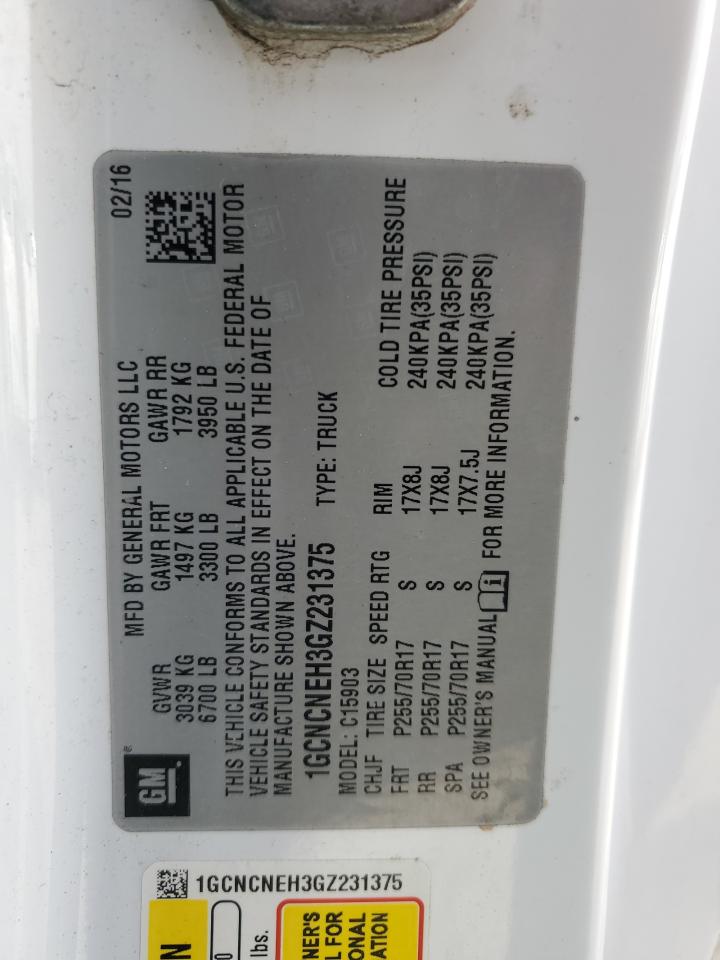 GM
®
MFD BY GENERAL MOTORS LLC
02/16
GVWR GAWR FRT GAWR RR
3039 KG 1497 KG 1792 KG
6700 LB 3300 LB 3950 LB
THIS VEHICLE CONFORMS TO ALL APPLICABLE U.S. FEDERAL MOTOR
VEHICLE SAFETY STANDARDS IN EFFECT ON THE DATE OF
MANUFACTURE SHOWN ABOVE.
1GCNCNEH3GZ231375 TYPE: TRUCK
MODEL: C15903
CHJF TIRE SIZE SPEED RTG RIM COLD TIRE PRESSURE
FRT P255/70R17 S 17X8J 240KPA(35PSI)
RR P255/70R17 S 17X8J 240KPA(35PSI)
SPA P255/70R17 S 17X7.5J 240KPA(35PSI)
SEE OWNER'S MANUAL FOR MORE INFORMATION.
1GCNCNEH3GZ231375
lbs.